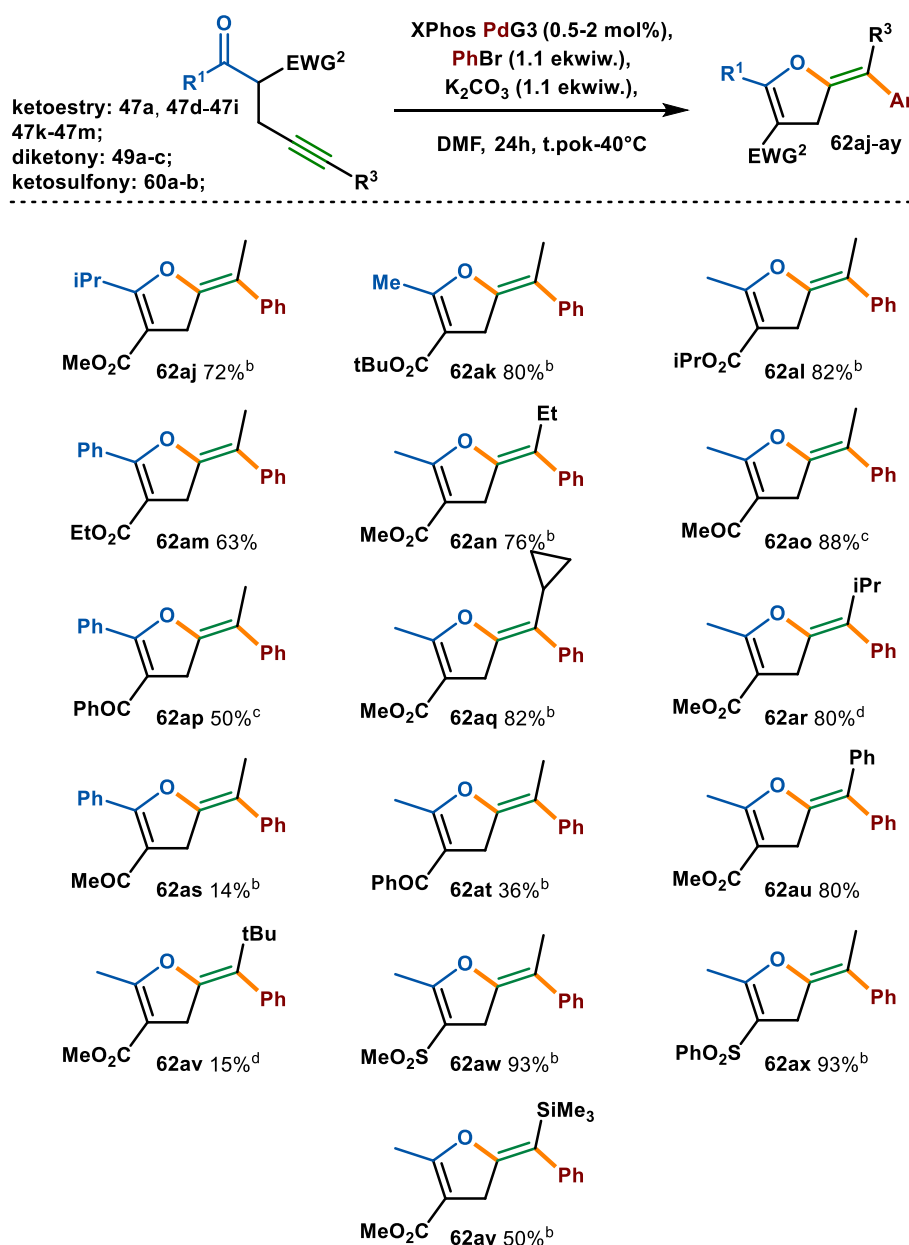 O
R¹
EWG²
R³
ketoestry: 47a, 47d-47i
47k-47m;
diketony: 49a-c;
ketosulfony: 60a-b;
XPhos PdG3 (0.5-2 mol%),
PhBr (1.1 ekwiw.),
K₂CO₃ (1.1 ekwiw.),
DMF, 24h, t.pok-40°C
R³
O
R¹
Ar
EWG²
62aj-ay
iPr
O
Ph
MeO₂C
62aj 72%ᵇ
Me
O
Ph
tBuO₂C
62ak 80%ᵇ
O
Ph
iPrO₂C
62al 82%ᵇ
Ph
O
Ph
EtO₂C
62am 63%
Et
O
Ph
MeO₂C
62an 76%ᵇ
O
Ph
MeOC
62ao 88%ᶜ
Ph
O
Ph
PhOC
62ap 50%ᶜ
O
Ph
MeO₂C
62aq 82%ᵇ
iPr
O
Ph
MeO₂C
62ar 80%ᵈ
Ph
O
Ph
MeOC
62as 14%ᵇ
O
Ph
PhOC
62at 36%ᵇ
Ph
O
Ph
MeO₂C
62au 80%
tBu
O
Ph
MeO₂C
62av 15%ᵈ
O
Ph
MeO₂S
62aw 93%ᵇ
O
Ph
PhO₂S
62ax 93%ᵇ
SiMe₃
O
Ph
MeO₂C
62ay 50%ᵇ